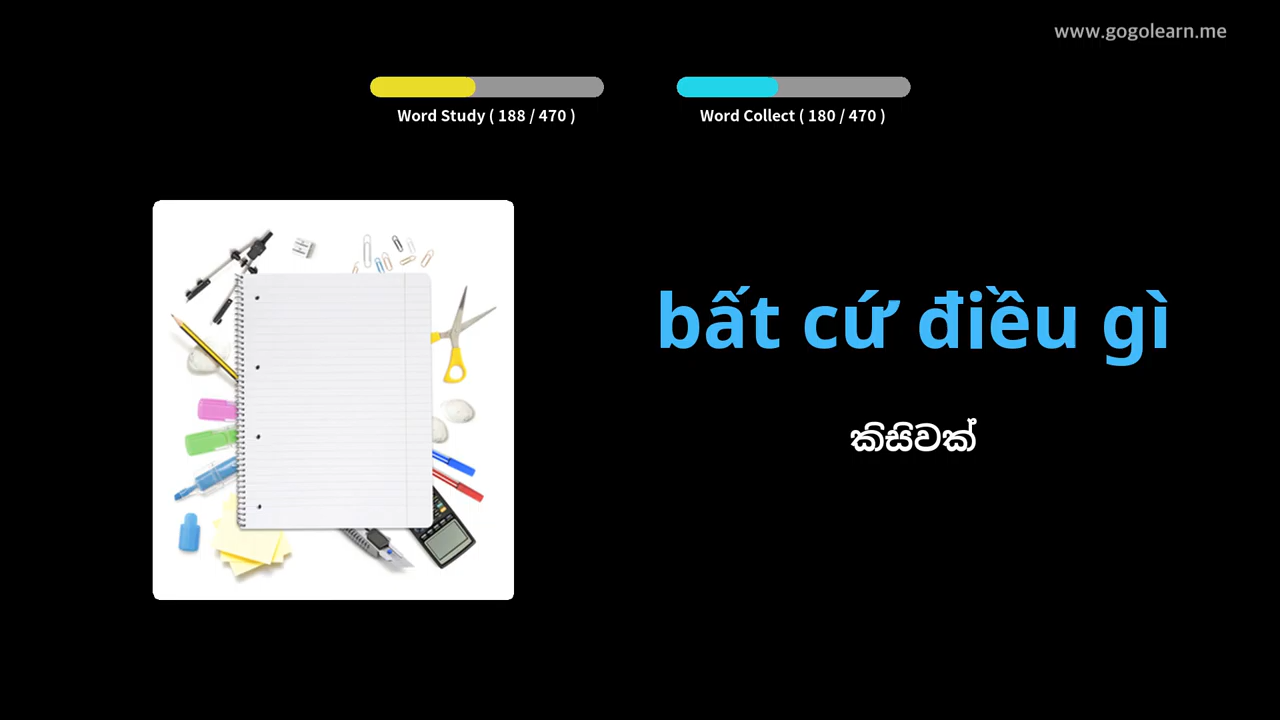 www.gogolearn.me
Word Study ( 188 / 470 )
Word Collect ( 180 / 470 )
bất cứ điều gì
කිසිවක්